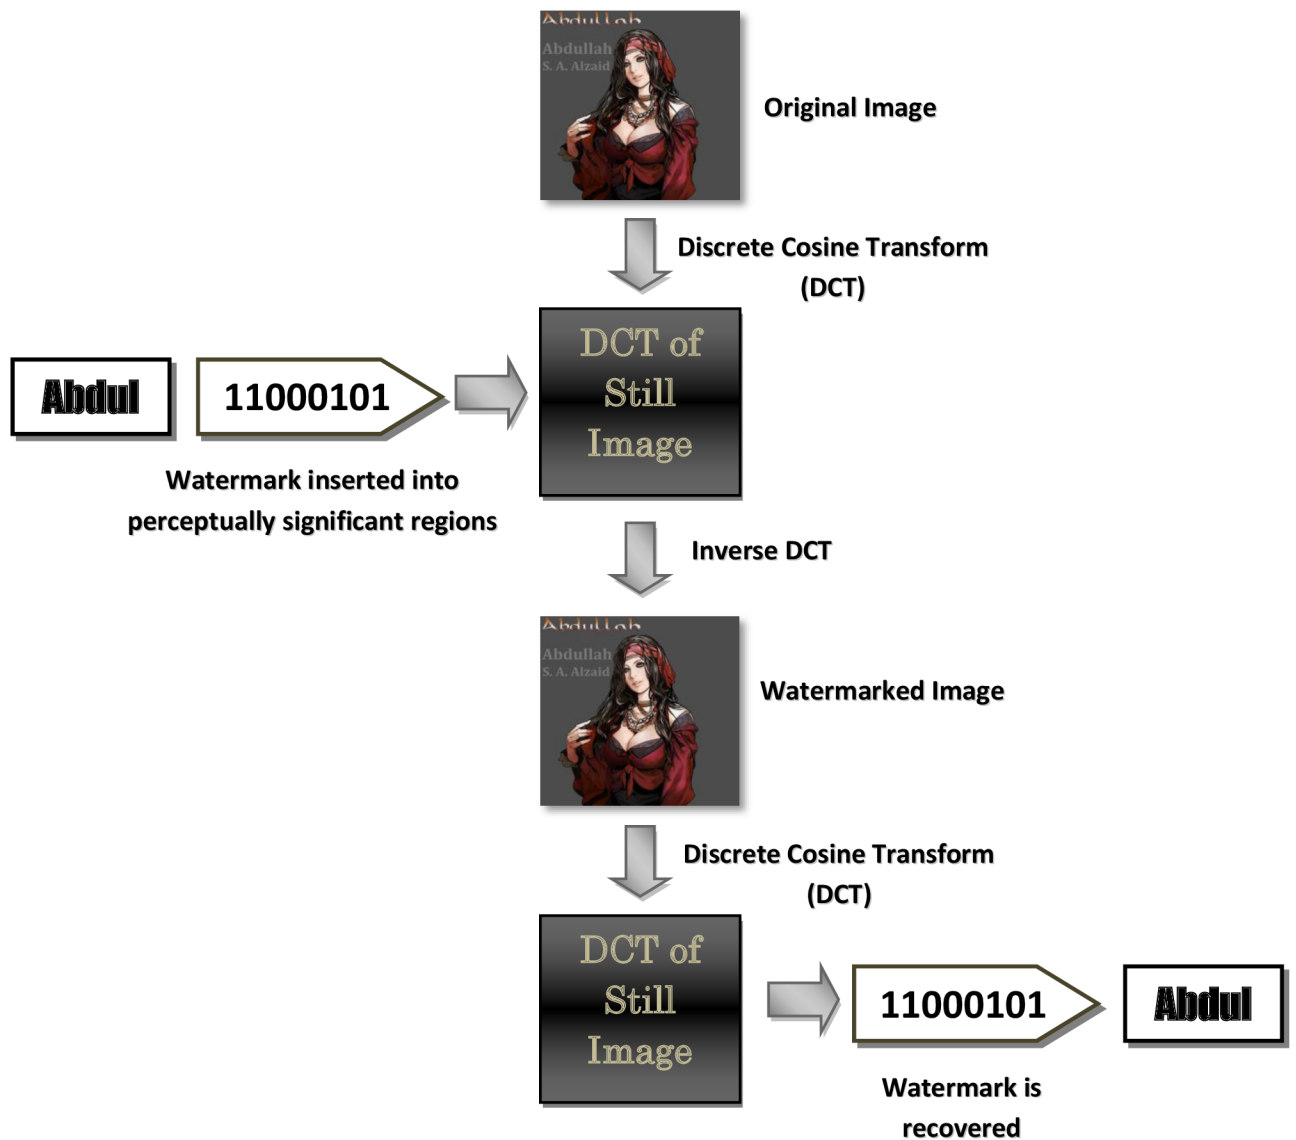 Abdullah
Abdullah
S. A. Alzaid
Original Image
Discrete Cosine Transform
(DCT)
DCT of
Still
Image
Abdul
11000101
Watermark inserted into
perceptually significant regions
Inverse DCT
Abdullah
Abdullah
S. A. Alzaid
Watermarked Image
Discrete Cosine Transform
(DCT)
DCT of
Still
Image
11000101
Abdul
Watermark is
recovered